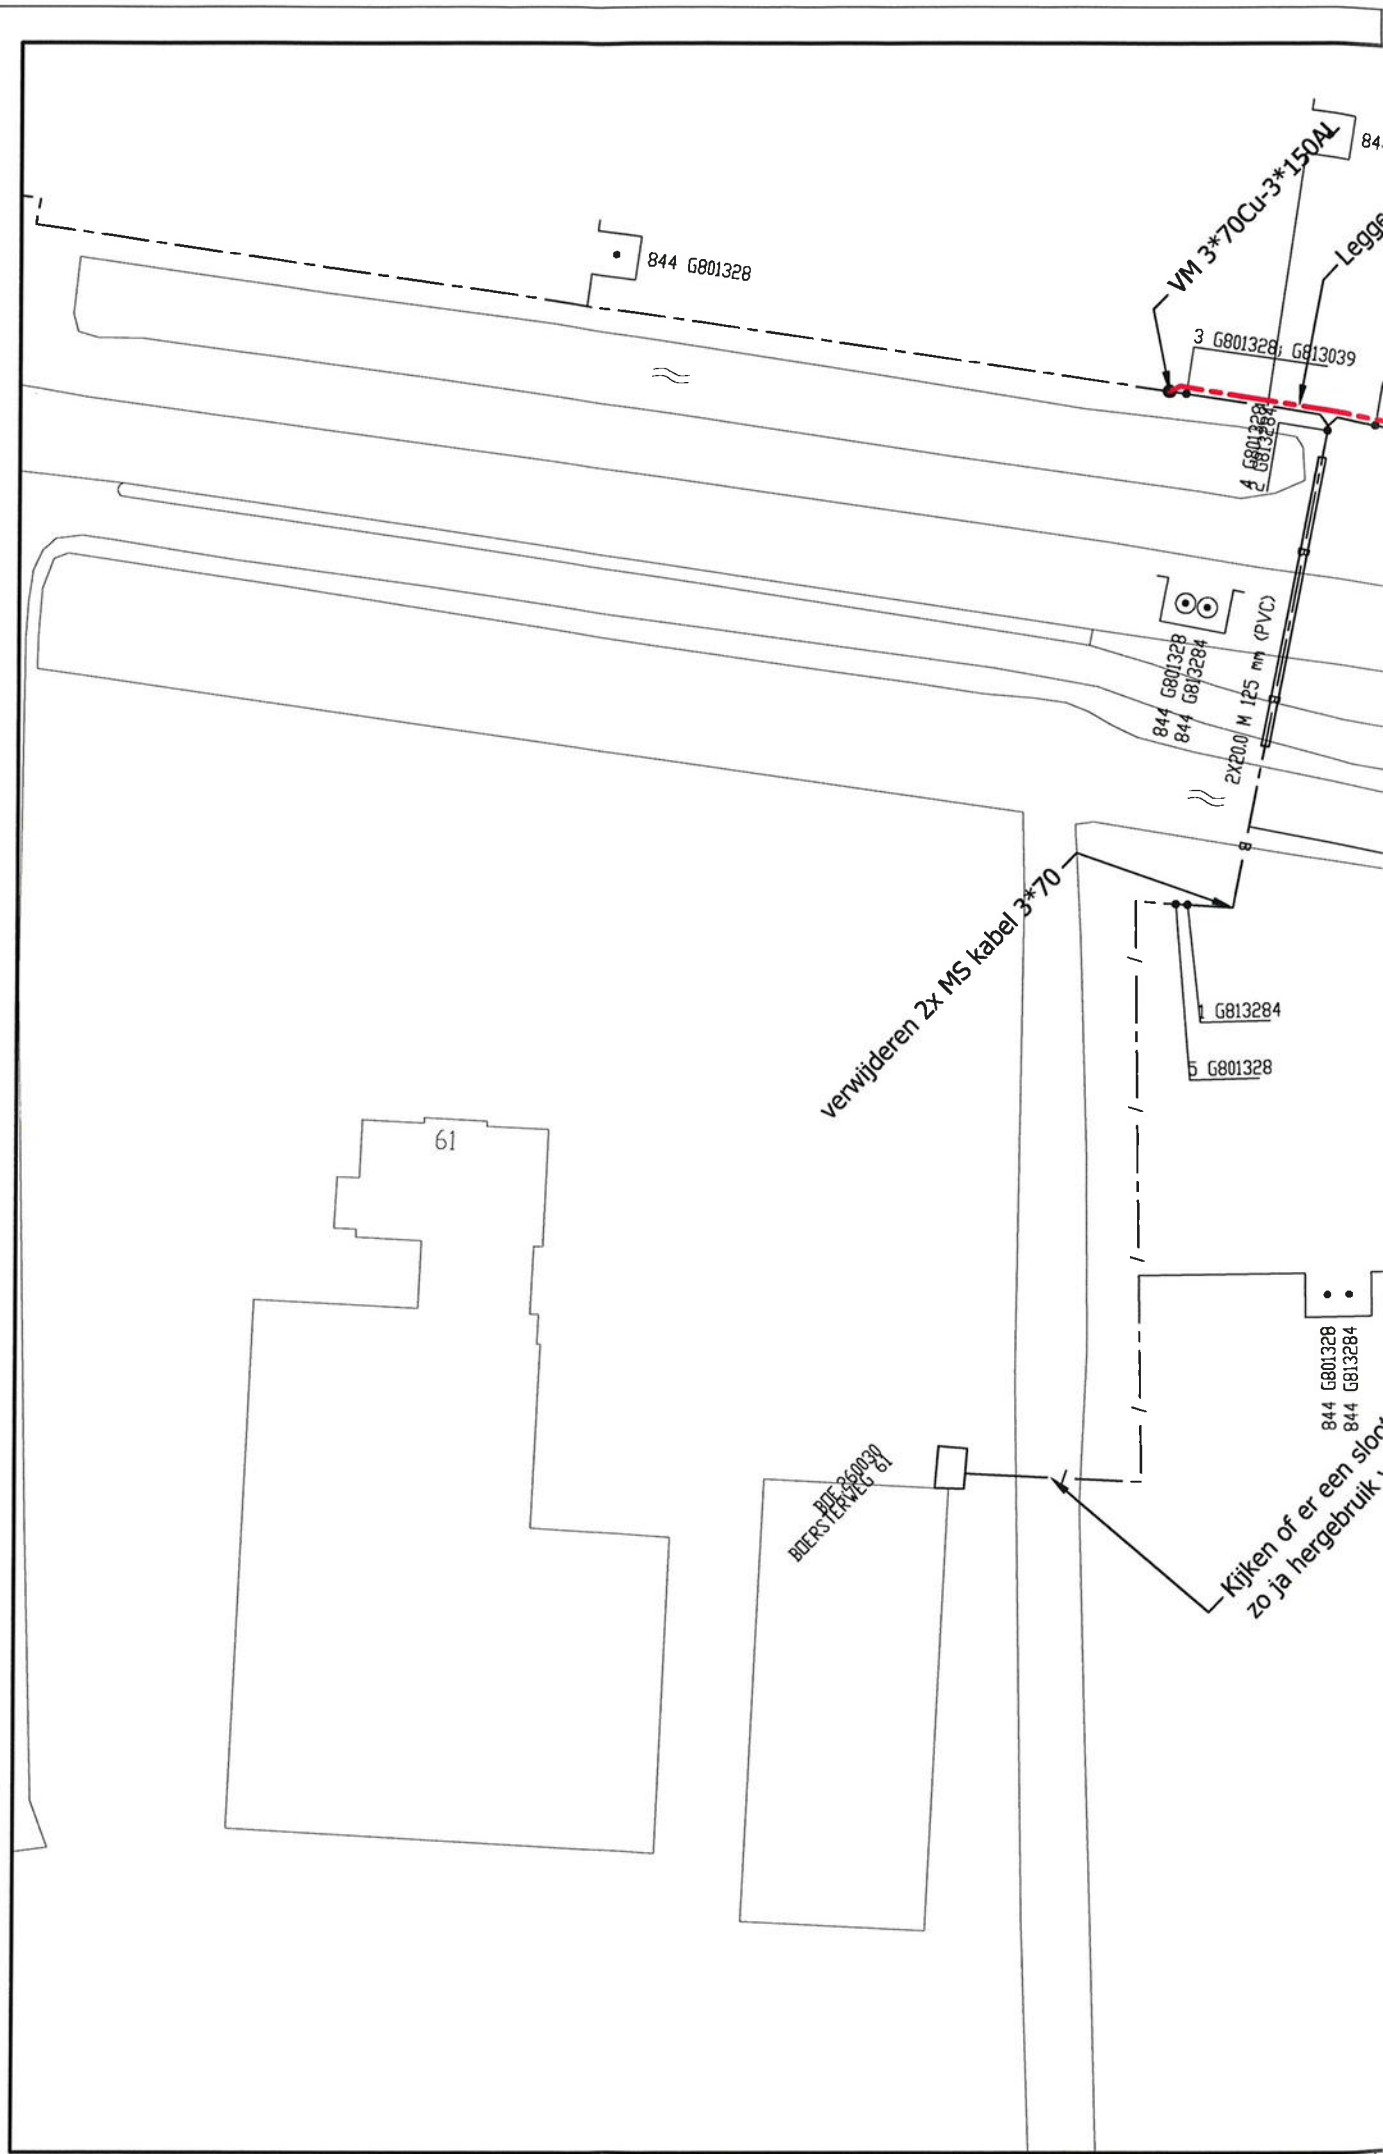 VM 3*70Cu-3*150AL
84
Legge
844 G801328
3 G801328; G813039
4 G801328
2 G813284
844 G801328
844 G813284
2X20.0 M 125 mm (PVC)
B
B
B
verwijderen 2x MS kabel 3*70
1 G813284
5 G801328
61
844 G801328
844 G813284
BOERSTERWEG 61
Kijken of er een sloot
zo ja hergebruik